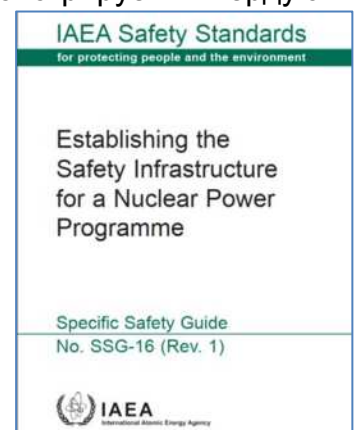 IAEA Safety Standards
for protecting people and the environment
Establishing the
Safety Infrastructure
for a Nuclear Power
Programme
Specific Safety Guide
No. SSG-16 (Rev. 1)
IAEA
International Atomic Energy Agency